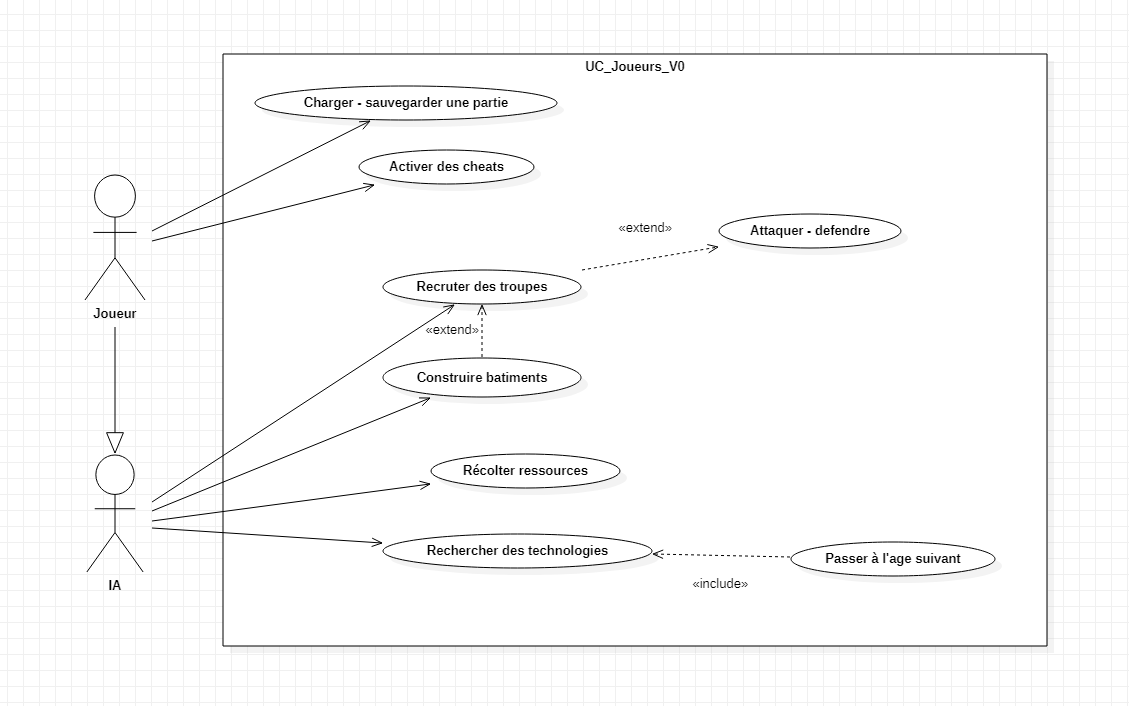 UC_Joueurs_V0
Charger - sauvegarder une partie
Activer des cheats
«extend»
Attaquer - defendre
Recruter des troupes
Joueur
«extend»
Construire batiments
Récolter ressources
Rechercher des technologies
Passer à l'age suivant
«include»
IA